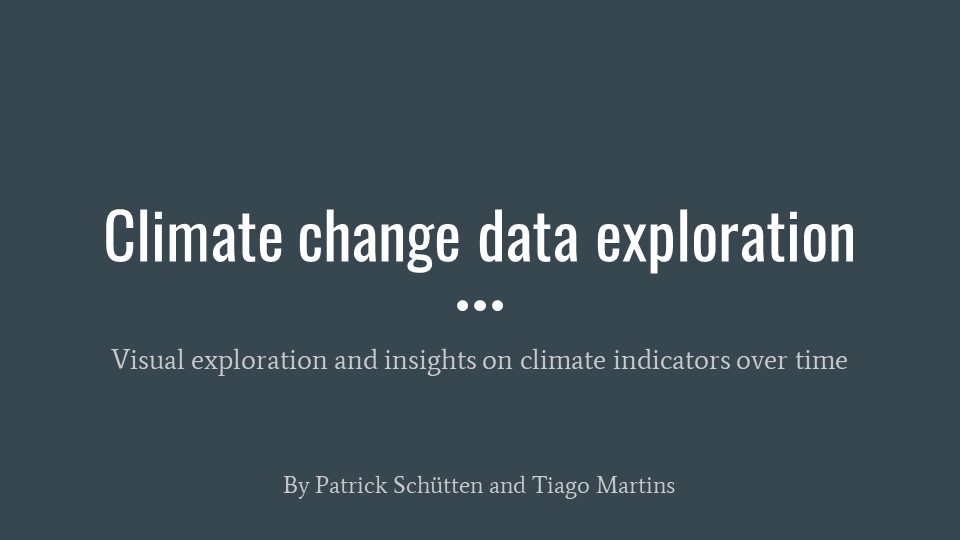 Climate change data exploration
Visual exploration and insights on climate indicators over time
By Patrick Schütten and Tiago Martins